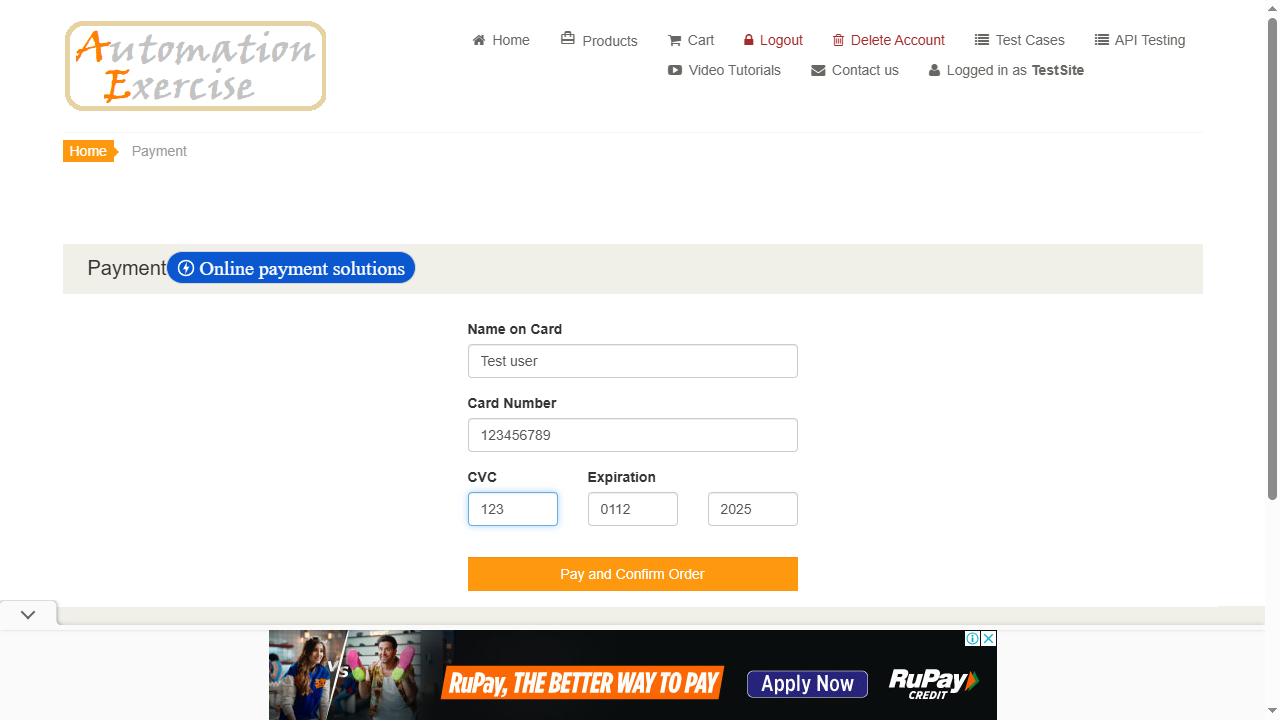 Automation
Exercise
Home
Products
Cart
Logout
Delete Account
Test Cases
API Testing
Video Tutorials
Contact us
Logged in as TestSite
Home
Payment
Payment
Online payment solutions
Name on Card
Test user
Card Number
123456789
CVC
Expiration
123
0112
2025
Pay and Confirm Order
VS
RuPay, THE BETTER WAY TO PAY
Apply Now
RuPay
CREDIT